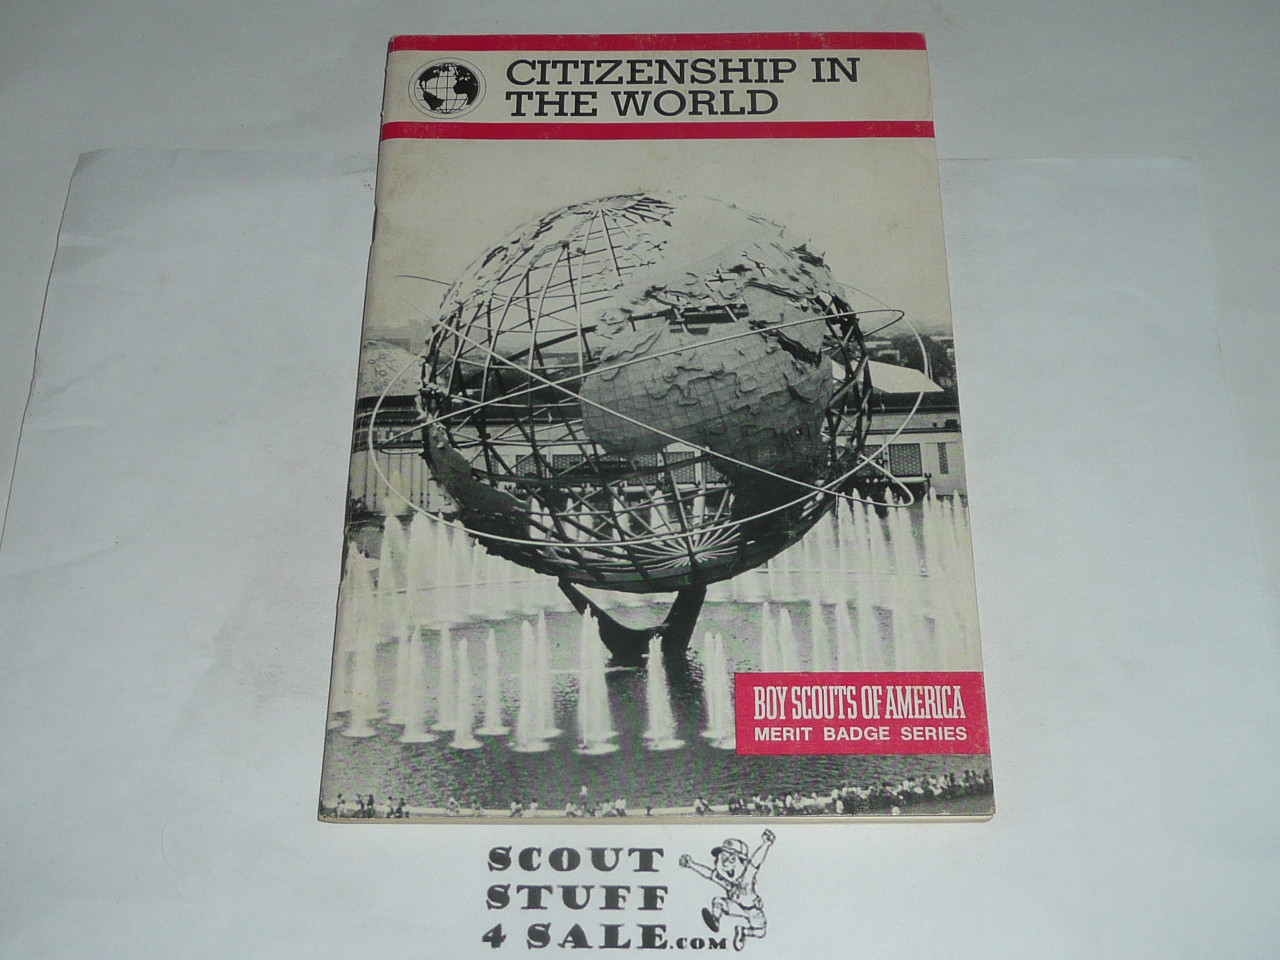 CITIZENSHIP IN
THE WORLD
BOY SCOUTS OF AMERICA
MERIT BADGE SERIES
SCOUT
STUFF
4 SALE.COM